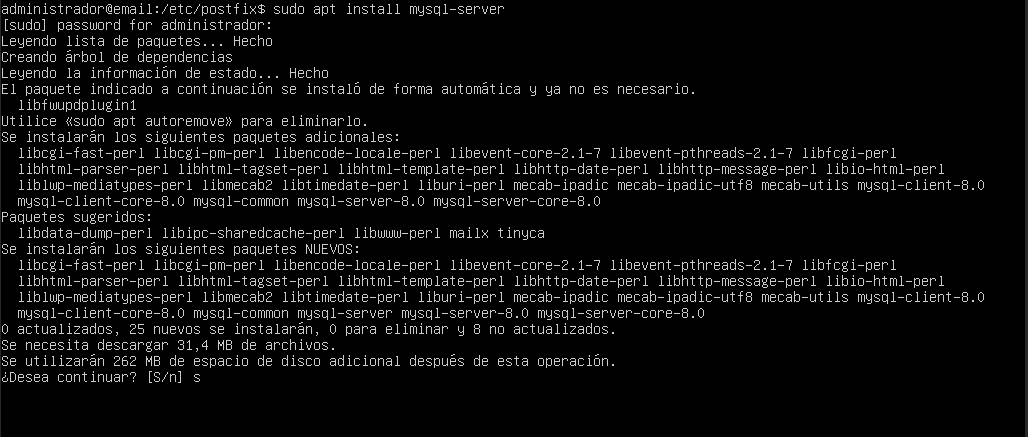 administrador@email:/etc/postfix$ sudo apt install mysql-server
[sudo] password for administrador:
Leyendo lista de paquetes... Hecho
Creando árbol de dependencias
Leyendo la información de estado... Hecho
El paquete indicado a continuación se instaló de forma automática y ya no es necesario.
  libfwupdplugin1
Utilice «sudo apt autoremove» para eliminarlo.
Se instalarán los siguientes paquetes adicionales:
  libcgi-fast-perl libcgi-pm-perl libencode-locale-perl libevent-core-2.1-7 libevent-pthreads-2.1-7 libfcgi-perl
  libhtml-parser-perl libhtml-tagset-perl libhtml-template-perl libhttp-date-perl libhttp-message-perl libio-html-perl
  liblwp-mediatypes-perl libmecab2 libtimedate-perl liburi-perl mecab-ipadic mecab-ipadic-utf8 mecab-utils mysql-client-8.0
  mysql-client-core-8.0 mysql-common mysql-server-8.0 mysql-server-core-8.0
Paquetes sugeridos:
  libdata-dump-perl libipc-sharedcache-perl libwww-perl mailx tinyca
Se instalarán los siguientes paquetes NUEVOS:
  libcgi-fast-perl libcgi-pm-perl libencode-locale-perl libevent-core-2.1-7 libevent-pthreads-2.1-7 libfcgi-perl
  libhtml-parser-perl libhtml-tagset-perl libhtml-template-perl libhttp-date-perl libhttp-message-perl libio-html-perl
  liblwp-mediatypes-perl libmecab2 libtimedate-perl liburi-perl mecab-ipadic mecab-ipadic-utf8 mecab-utils mysql-client-8.0
  mysql-client-core-8.0 mysql-common mysql-server mysql-server-8.0 mysql-server-core-8.0
0 actualizados, 25 nuevos se instalarán, 0 para eliminar y 8 no actualizados.
Se necesita descargar 31,4 MB de archivos.
Se utilizarán 262 MB de espacio de disco adicional después de esta operación.
¿Desea continuar? [S/n] s